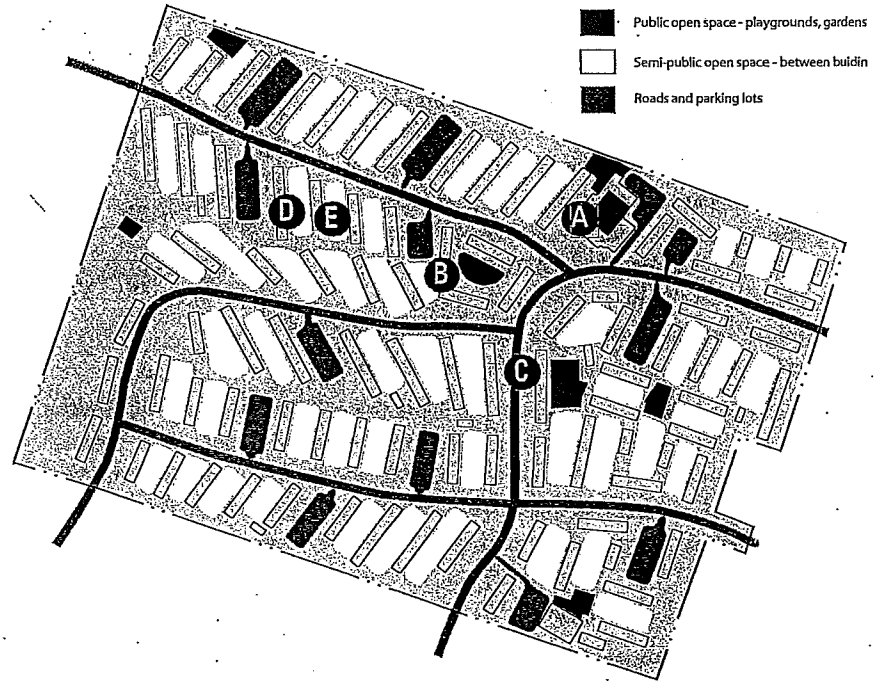 Public open space - playgrounds, gardens
Semi-public open space - between buidin
Roads and parking lots
A
D
E
B
C